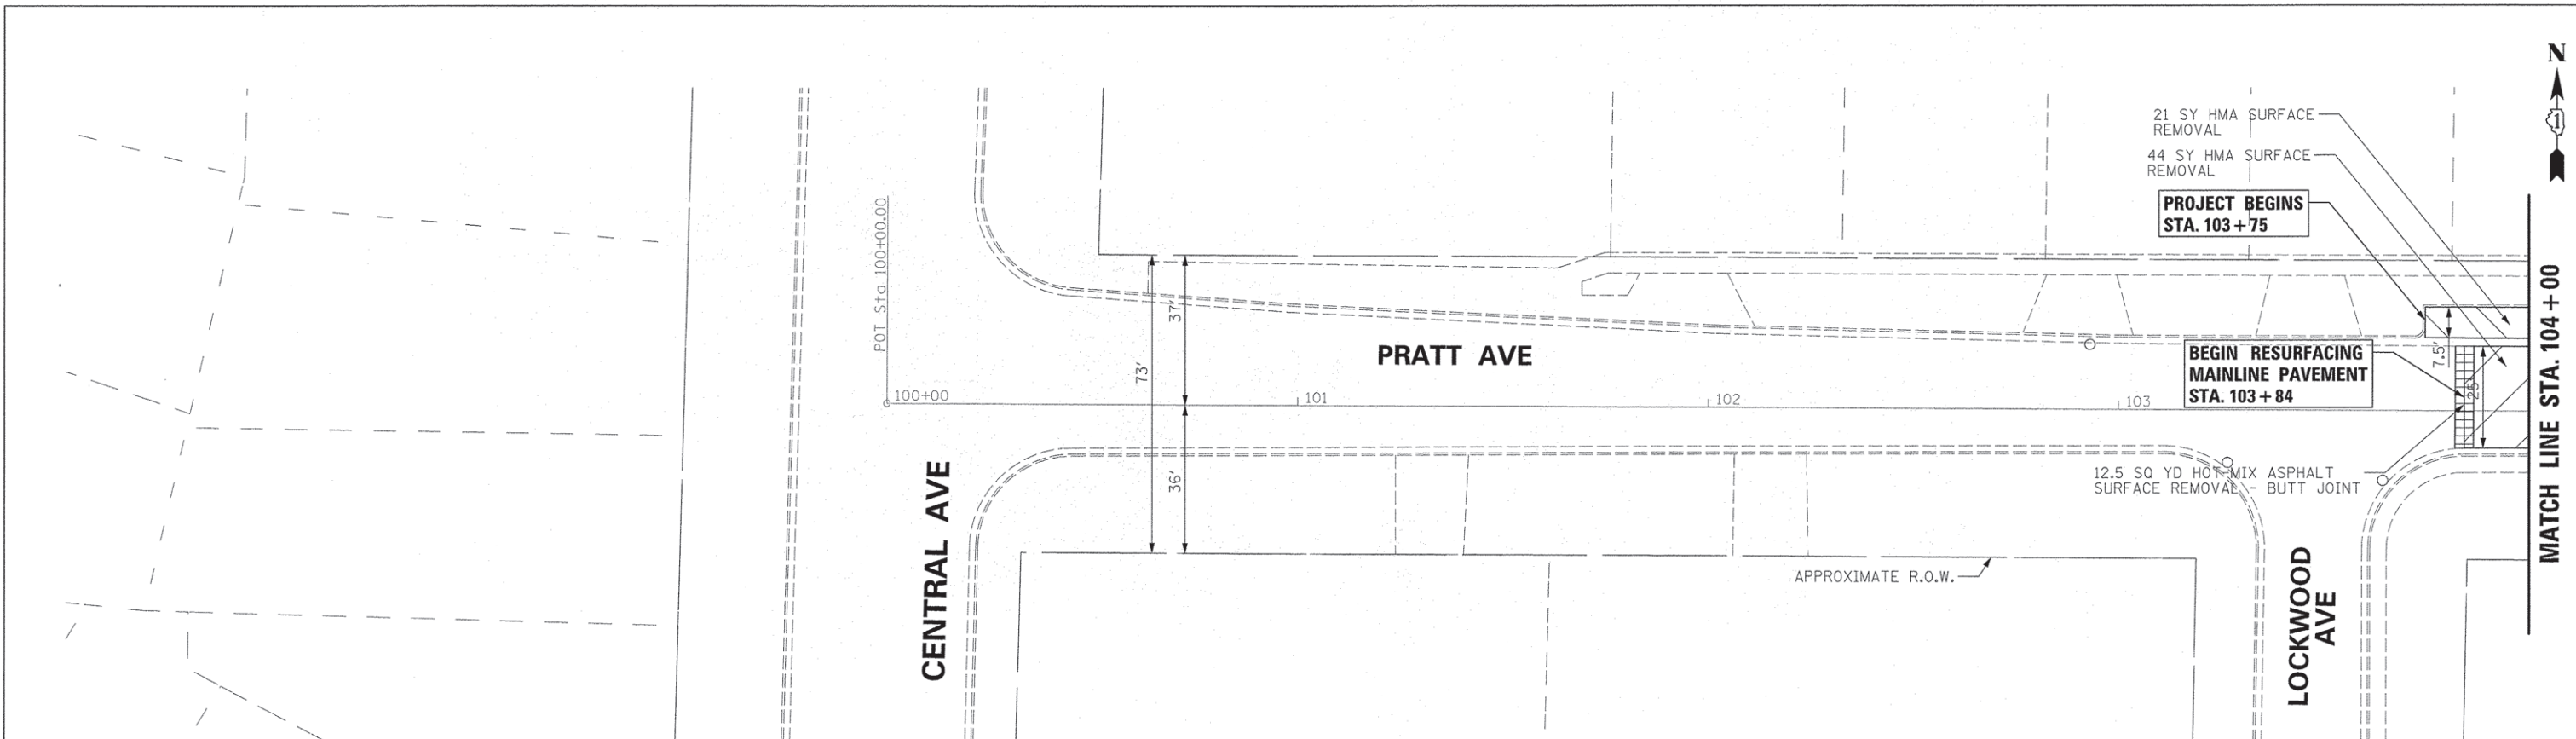 N
1
21 SY HMA SURFACE
REMOVAL
44 SY HMA SURFACE
REMOVAL
PROJECT BEGINS
STA. 103+75
POT Sta 100+00.00
37'
73'
36'
PRATT AVE
7.5'
25'
BEGIN RESURFACING
MAINLINE PAVEMENT
STA. 103+84
100+00
101
102
103
12.5 SQ YD HOT-MIX ASPHALT
SURFACE REMOVAL - BUTT JOINT
CENTRAL AVE
APPROXIMATE R.O.W.
LOCKWOOD
AVE
MATCH LINE STA. 104+00